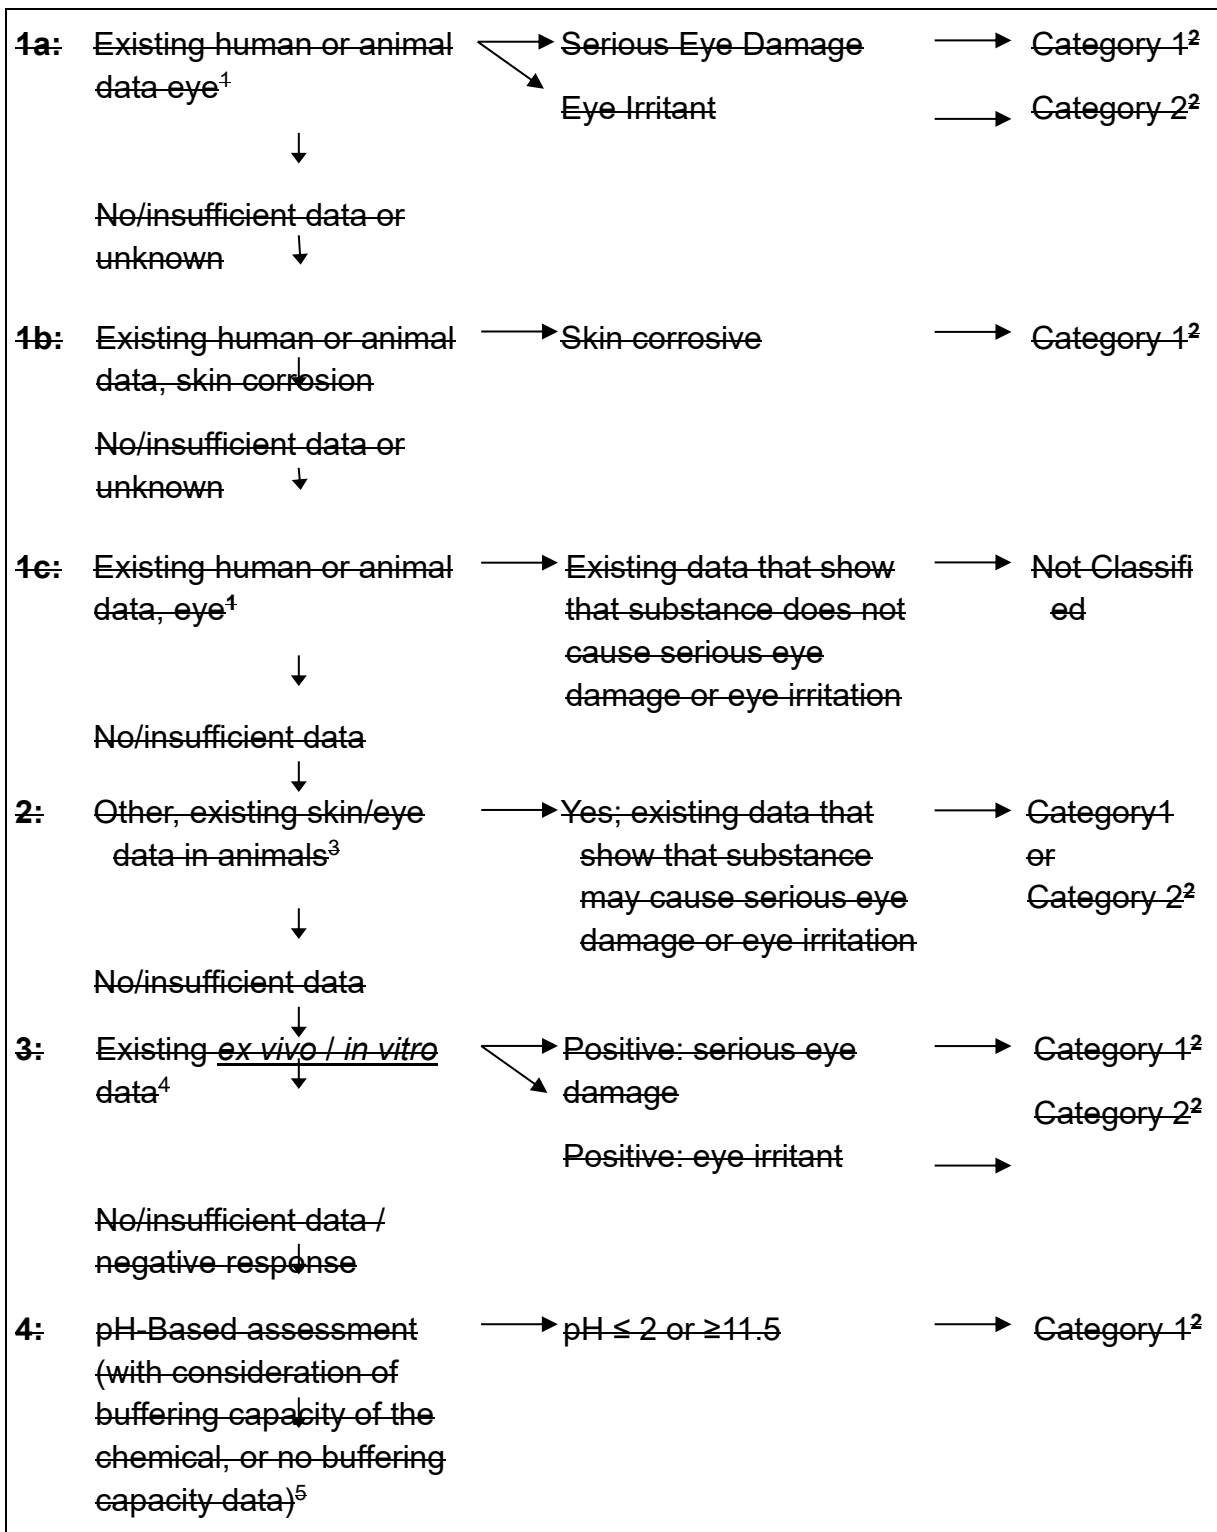 1a: Existing human or animal Serious Eye Damage Category 1²
data eye¹
Eye Irritant Category 2²
No/insufficient data or
unknown
1b: Existing human or animal Skin corrosive Category 1²
data, skin corrosion
No/insufficient data or
unknown
1c: Existing human or animal Existing data that show Not Classifi
data, eye¹ that substance does not ed
cause serious eye
damage or eye irritation
No/insufficient data
2: Other, existing skin/eye Yes; existing data that Category1
data in animals³ show that substance or
may cause serious eye Category 2²
damage or eye irritation
No/insufficient data
3: Existing ex vivo / in vitro Positive: serious eye Category 1²
data⁴ damage Category 2²
Positive: eye irritant
No/insufficient data /
negative response
4: pH-Based assessment pH ≤ 2 or ≥11.5 Category 1²
(with consideration of
buffering capacity of the
chemical, or no buffering
capacity data)⁵